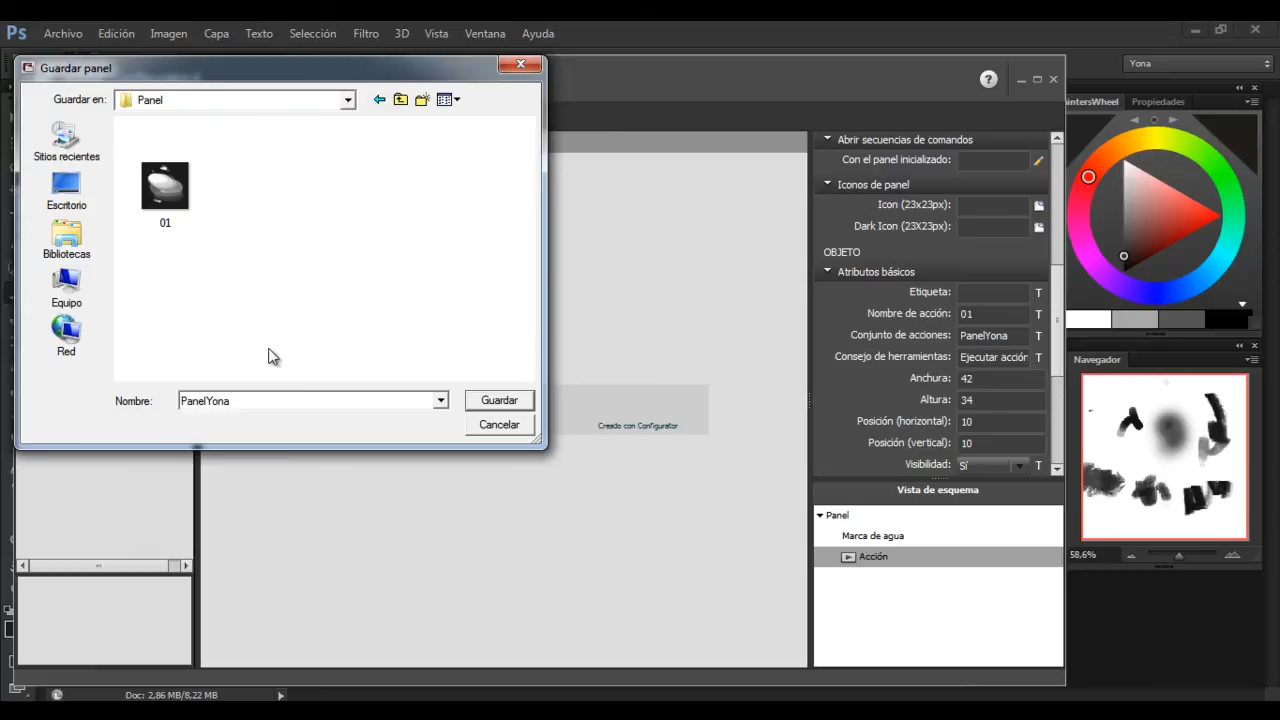 Ps Archivo Edición Imagen Capa Texto Selección Filtro 3D Vista Ventana Ayuda
Guardar panel
Yona
Guardar en: Panel
Sitios recientes
Escritorio
Bibliotecas
Equipo
Red
01
Nombre: PanelYona
Guardar
Cancelar
Creado con Configurator
?
Abrir secuencias de comandos
Con el panel inicializado:
Iconos de panel
Icon (23x23px):
Dark Icon (23X23px):
OBJETO
Atributos básicos
Etiqueta: T
Nombre de acción: 01 T
Conjunto de acciones: PanelYona T
Consejo de herramientas: Ejecutar acción T
Anchura: 42
Altura: 34
Posición (horizontal): 10
Posición (vertical): 10
Visibilidad: Sí T
Vista de esquema
Panel
Marca de agua
Acción
intersWheel Propiedades
Navegador
58,6%
Doc: 2,86 MB/8,22 MB